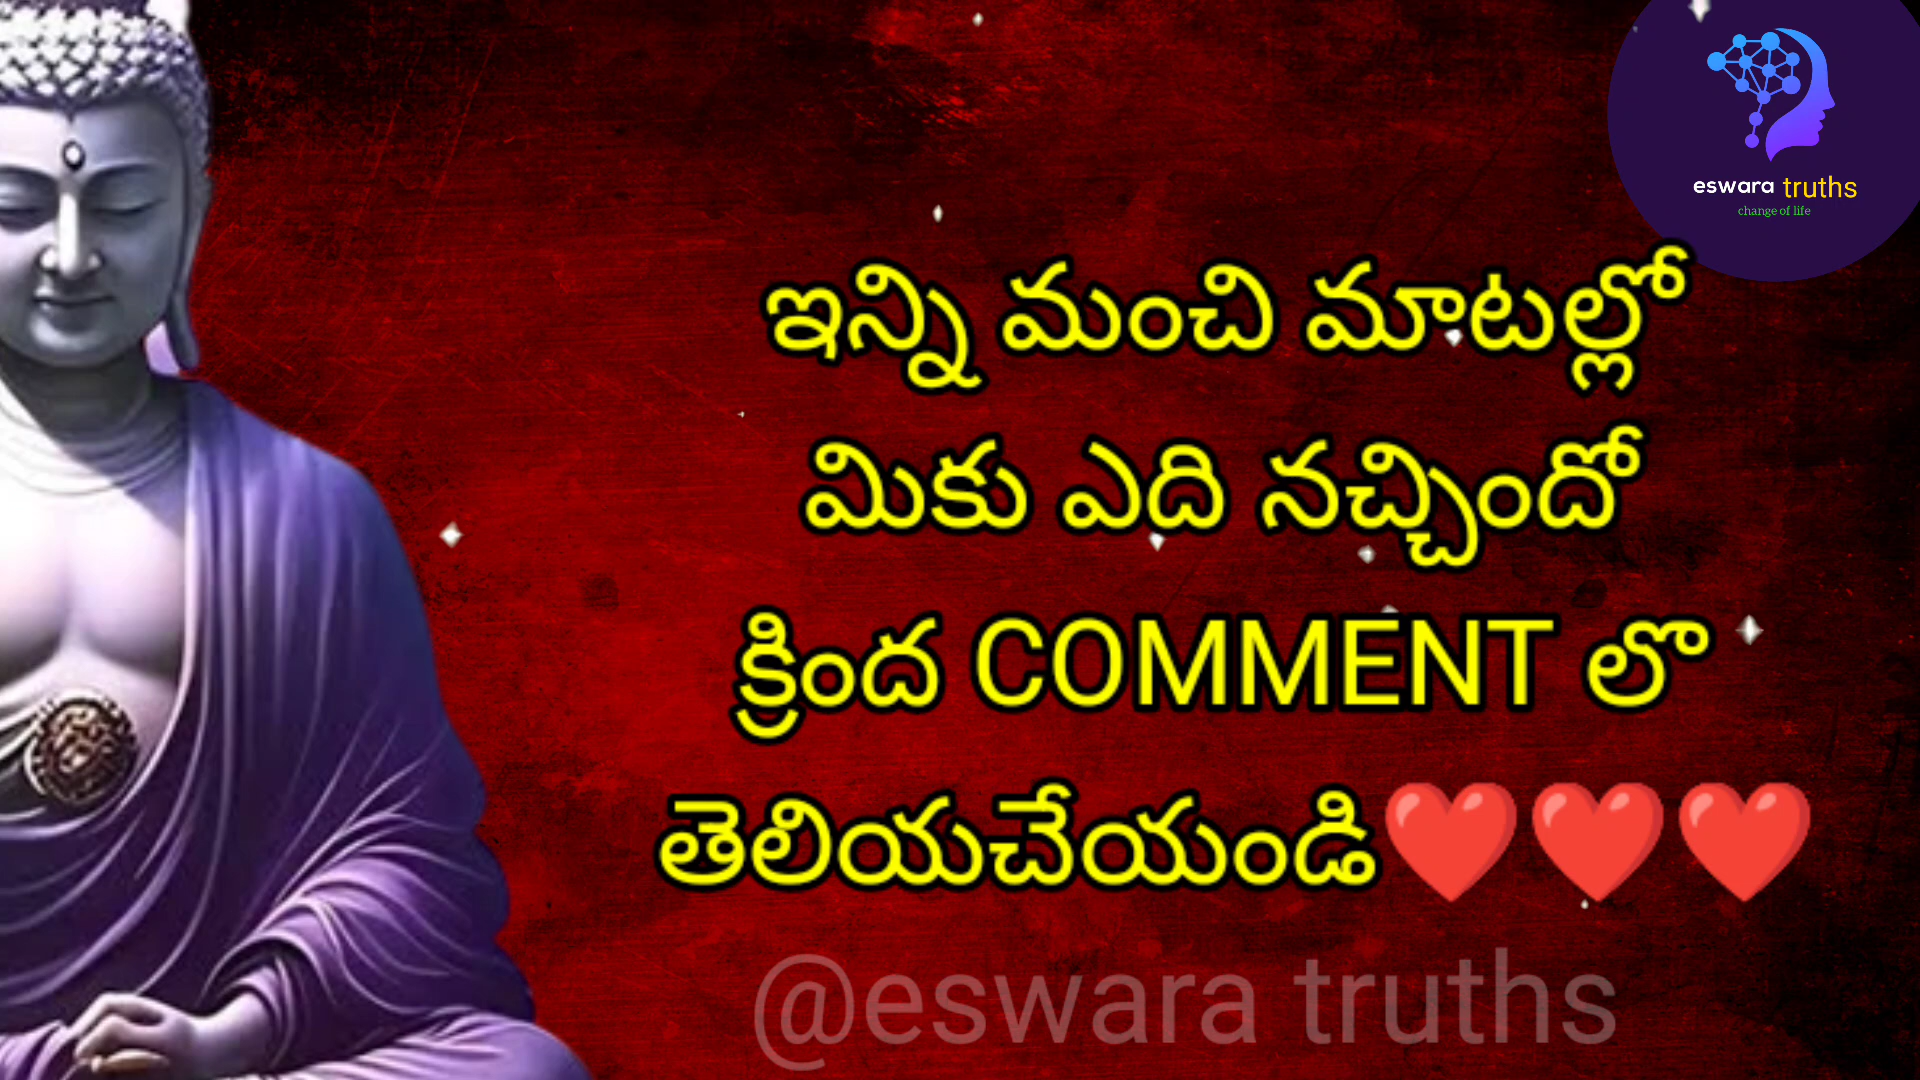 eswara truths
change of life
ఇన్ని మంచి మాటల్లో
మికు ఎది నచ్చిందో
క్రింద COMMENT లొ
తెలియచేయండి❤️❤️❤️
@eswara truths